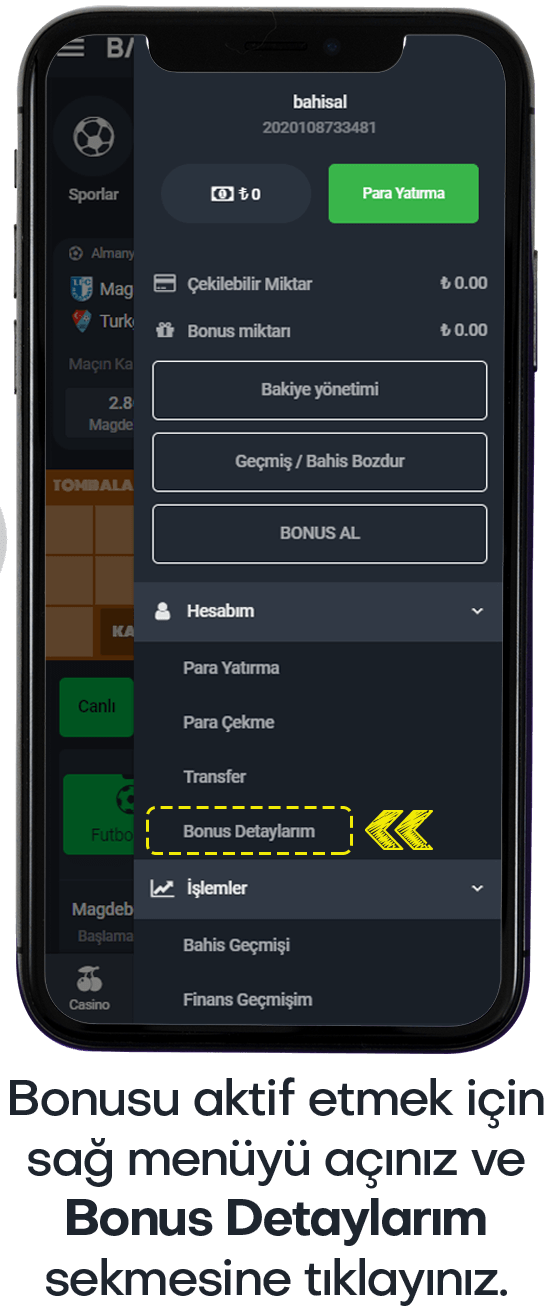 BA
bahisal
2020108733481
₺ 0
Para Yatırma
Sporlar
Almany
Mag
Turk
Maçın Ka
2.8
Magde
Çekilebilir Miktar ₺ 0.00
Bonus miktarı ₺ 0.00
Bakiye yönetimi
Geçmiş / Bahis Bozdur
BONUS AL
TOMBALA
KA
Hesabım
Para Yatırma
Canlı
Para Çekme
Transfer
Futbo
Bonus Detaylarım
İşlemler
Magdeb
Başlama
Bahis Geçmişi
Casino
Finans Geçmişim
Bonusu aktif etmek için
sağ menüyü açınız ve
Bonus Detaylarım
sekmesine tıklayınız.